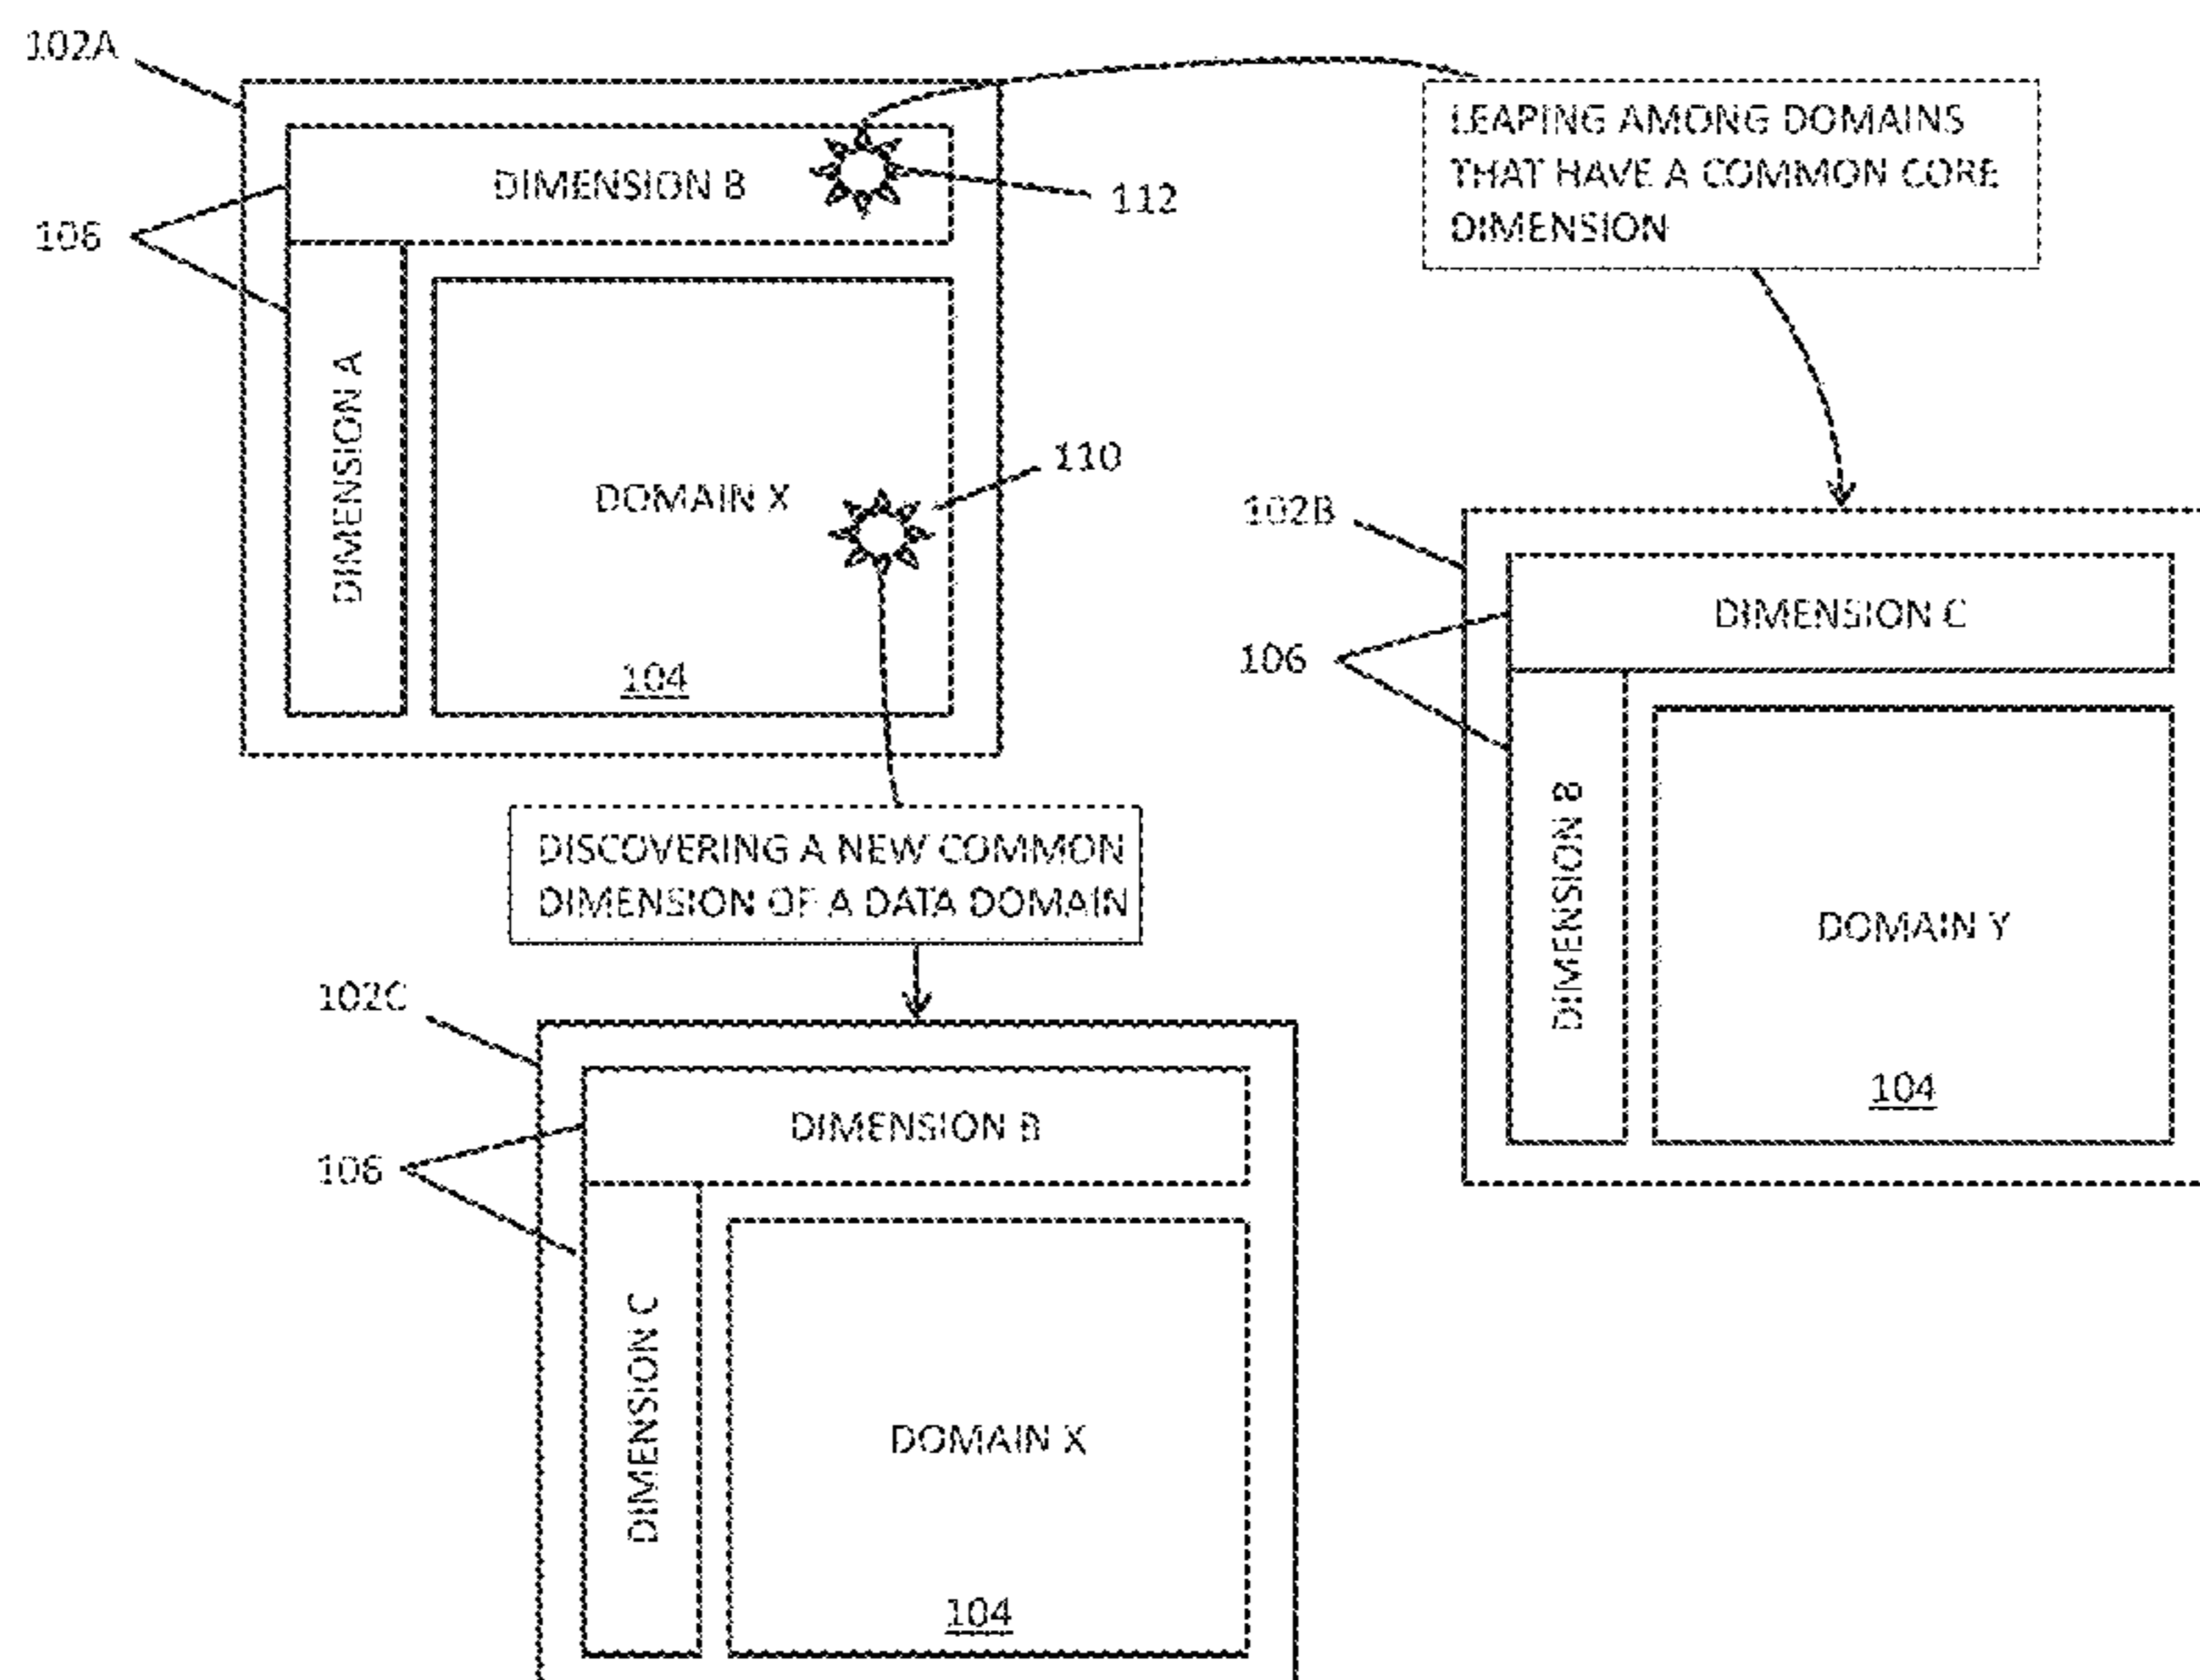 102A
DIMENSION B
112
106
DIMENSION A
DOMAIN X
110
104
LEAPING AMONG DOMAINS
THAT HAVE A COMMON CORE
DIMENSION
102B
DIMENSION C
106
DIMENSION B
DOMAIN Y
104
DISCOVERING A NEW COMMON
DIMENSION OF A DATA DOMAIN
102C
DIMENSION B
106
DIMENSION C
DOMAIN X
104